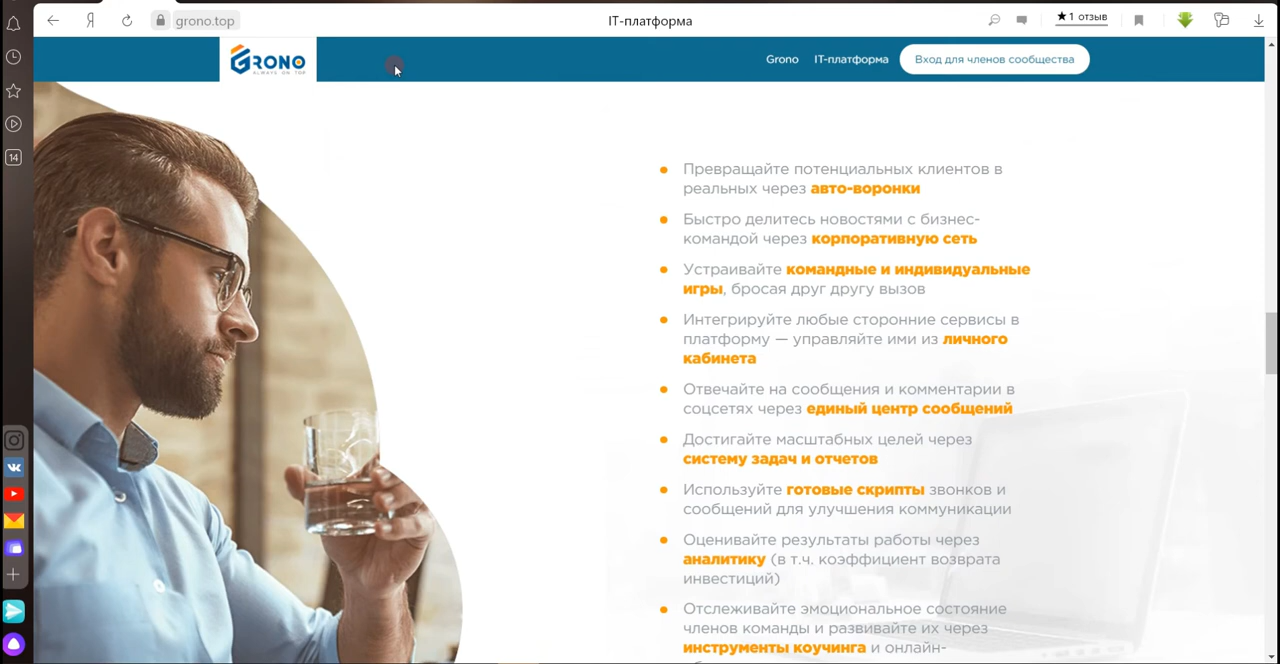 grono.top
IT-платформа
★1 отзыв
GRONO
ALWAYS ON TOP
Grono
IT-платформа
Вход для членов сообщества
14
Превращайте потенциальных клиентов в
реальных через авто-воронки
Быстро делитесь новостями с бизнес-
командой через корпоративную сеть
Устраивайте командные и индивидуальные
игры, бросая друг другу вызов
Интегрируйте любые сторонние сервисы в
платформу — управляйте ими из личного
кабинета
Отвечайте на сообщения и комментарии в
соцсетях через единый центр сообщений
Достигайте масштабных целей через
систему задач и отчетов
Используйте готовые скрипты звонков и
сообщений для улучшения коммуникации
Оценивайте результаты работы через
аналитику (в т.ч. коэффициент возврата
инвестиций)
Отслеживайте эмоциональное состояние
членов команды и развивайте их через
инструменты коучинга и онлайн-